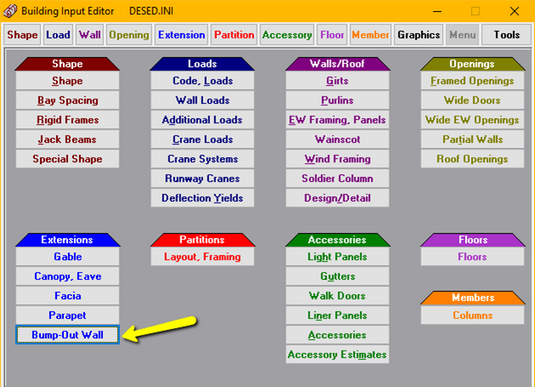 Building Input Editor DESED.INI
Shape Load Wall Opening Extension Partition Accessory Floor Member Graphics Menu Tools
Shape
Shape
Bay Spacing
Rigid Frames
Jack Beams
Special Shape
Loads
Code, Loads
Wall Loads
Additional Loads
Crane Loads
Crane Systems
Runway Cranes
Deflection Yields
Walls/Roof
Girts
Purlins
EW Framing, Panels
Wainscot
Wind Framing
Soldier Column
Design/Detail
Openings
Framed Openings
Wide Doors
Wide EW Openings
Partial Walls
Roof Openings
Extensions
Gable
Canopy, Eave
Facia
Parapet
Bump-Out Wall
Partitions
Layout, Framing
Accessories
Light Panels
Gutters
Walk Doors
Liner Panels
Accessories
Accessory Estimates
Floors
Floors
Members
Columns